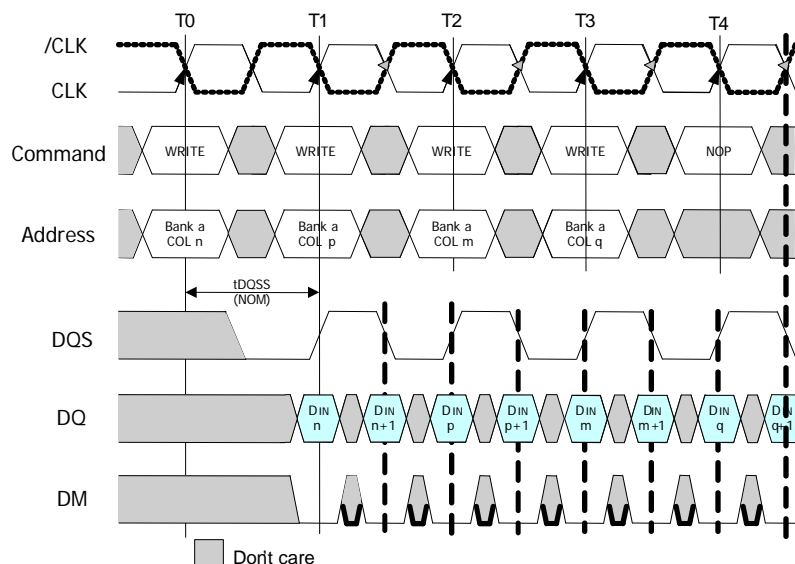 T0 T1 T2 T3 T4
/CLK
CLK
Command WRITE WRITE WRITE WRITE NOP
Address Bank a COL n Bank a COL p Bank a COL m Bank a COL q
tDQSS
(NOM)
DQS
DQ DIN n DIN n+1 DIN p DIN p+1 DIN m DIN m+1 DIN q DIN q+1
DM
Don't care